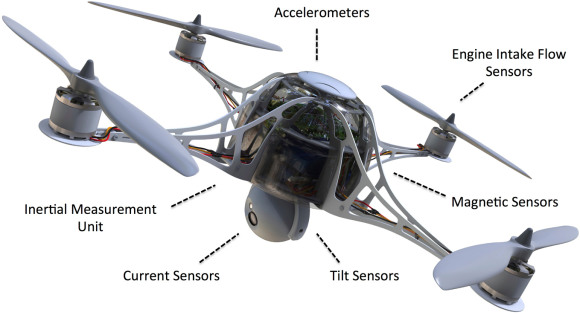 Accelerometers
Engine Intake Flow
Sensors
Magnetic Sensors
Inertial Measurement
Unit
Current Sensors
Tilt Sensors